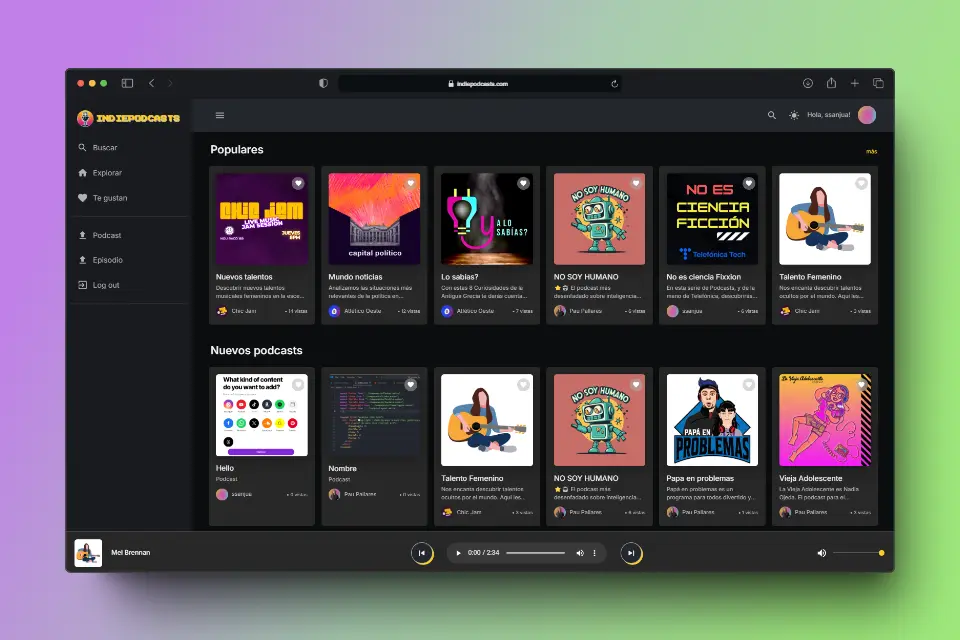 indiepodcasts.com
INDIEPODCASTS
Hola, ssanjua!
Buscar
Explorar
Te gustan
Podcast
Episodio
Log out
Populares
más
CHIC JAM
LIVE MUSIC
JAM SESSION
JUEVES
8PM
Nuevos talentos
Descubrir nuevos talentos
musicales femeninos en la voce...
Chic Jam
• 14 vistas
capital político
Mundo noticias
Analizamos las situaciones más
relevantes de la política en...
Atlético Oeste
• 12 vistas
y
A LO
SABÍAS?
Lo sabias?
Con estas 8 Curiosidades de la
Antigua Grecia te darás cuenta...
Atlético Oeste
• 7 vistas
NO SOY HUMANO
NO SOY HUMANO
El podcast más
desenfadado sobre inteligencia...
Pau Pallares
• 6 vistas
NO ES
CIENCIA
FICCIÓN
Telefónica Tech
No es ciencia Fixxion
En esta serie de Podcasts, y de la
mano de Telefónica, descubrirás...
ssanjua
• 6 vistas
Talento Femenino
Nos encanta descubrir talentos
ocultos por el mundo. Aquí les...
Chic Jam
• 3 vistas
Nuevos podcasts
What kind of content
do you want to add?
Hello
Podcast
ssanjua
• 0 vistas
Nombre
Podcast
Pau Pallares
• 0 vistas
Talento Femenino
Nos encanta descubrir talentos
ocultos por el mundo. Aquí les...
Chic Jam
• 3 vistas
NO SOY HUMANO
NO SOY HUMANO
El podcast más
desenfadado sobre inteligencia...
Pau Pallares
• 6 vistas
PAPÁ EN
PROBLEMAS
Papa en problemas
Papás en problemas es un
programa para todos divertido y...
Pau Pallares
• 1 vistas
La Vieja Adolescente
Vieja Adolescente
La Vieja Adolescente es Nadis
Ojeda. El podcast para el...
Pau Pallares
• 3 vistas
Mel Brennan
0:00 / 2:34